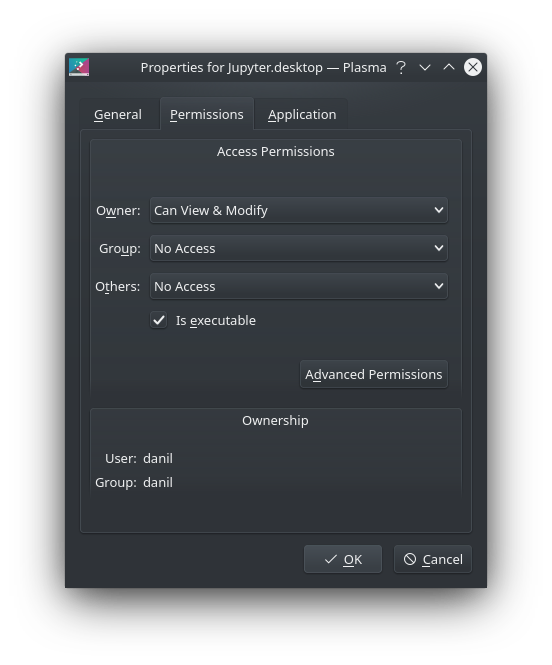 Properties for Jupyter.desktop — Plasma ?
General Permissions Application
Access Permissions
Owner: Can View & Modify
Group: No Access
Others: No Access
Is executable
Advanced Permissions
Ownership
User: danil
Group: danil
OK Cancel